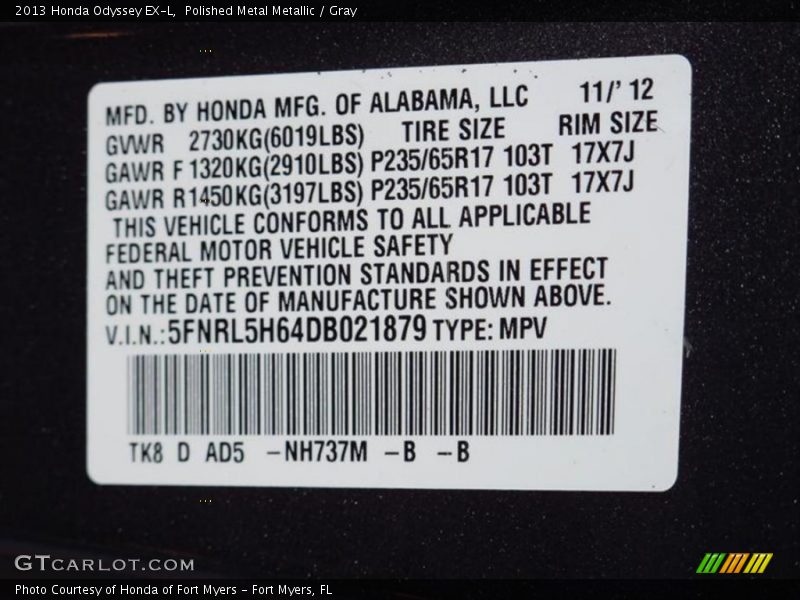 2013 Honda Odyssey EX-L,  Polished Metal Metallic / Gray
MFD. BY HONDA MFG. OF ALABAMA, LLC 11/' 12
GVWR 2730KG(6019LBS) TIRE SIZE RIM SIZE
GAWR F 1320KG(2910LBS) P235/65R17 103T 17X7J
GAWR R1450KG(3197LBS) P235/65R17 103T 17X7J
THIS VEHICLE CONFORMS TO ALL APPLICABLE
FEDERAL MOTOR VEHICLE SAFETY
AND THEFT PREVENTION STANDARDS IN EFFECT
ON THE DATE OF MANUFACTURE SHOWN ABOVE.
V.I.N.:5FNRL5H64DB021879 TYPE: MPV
TK8 D AD5 -NH737M -B -B
GTCARLOT.COM
Photo Courtesy of Honda of Fort Myers - Fort Myers, FL